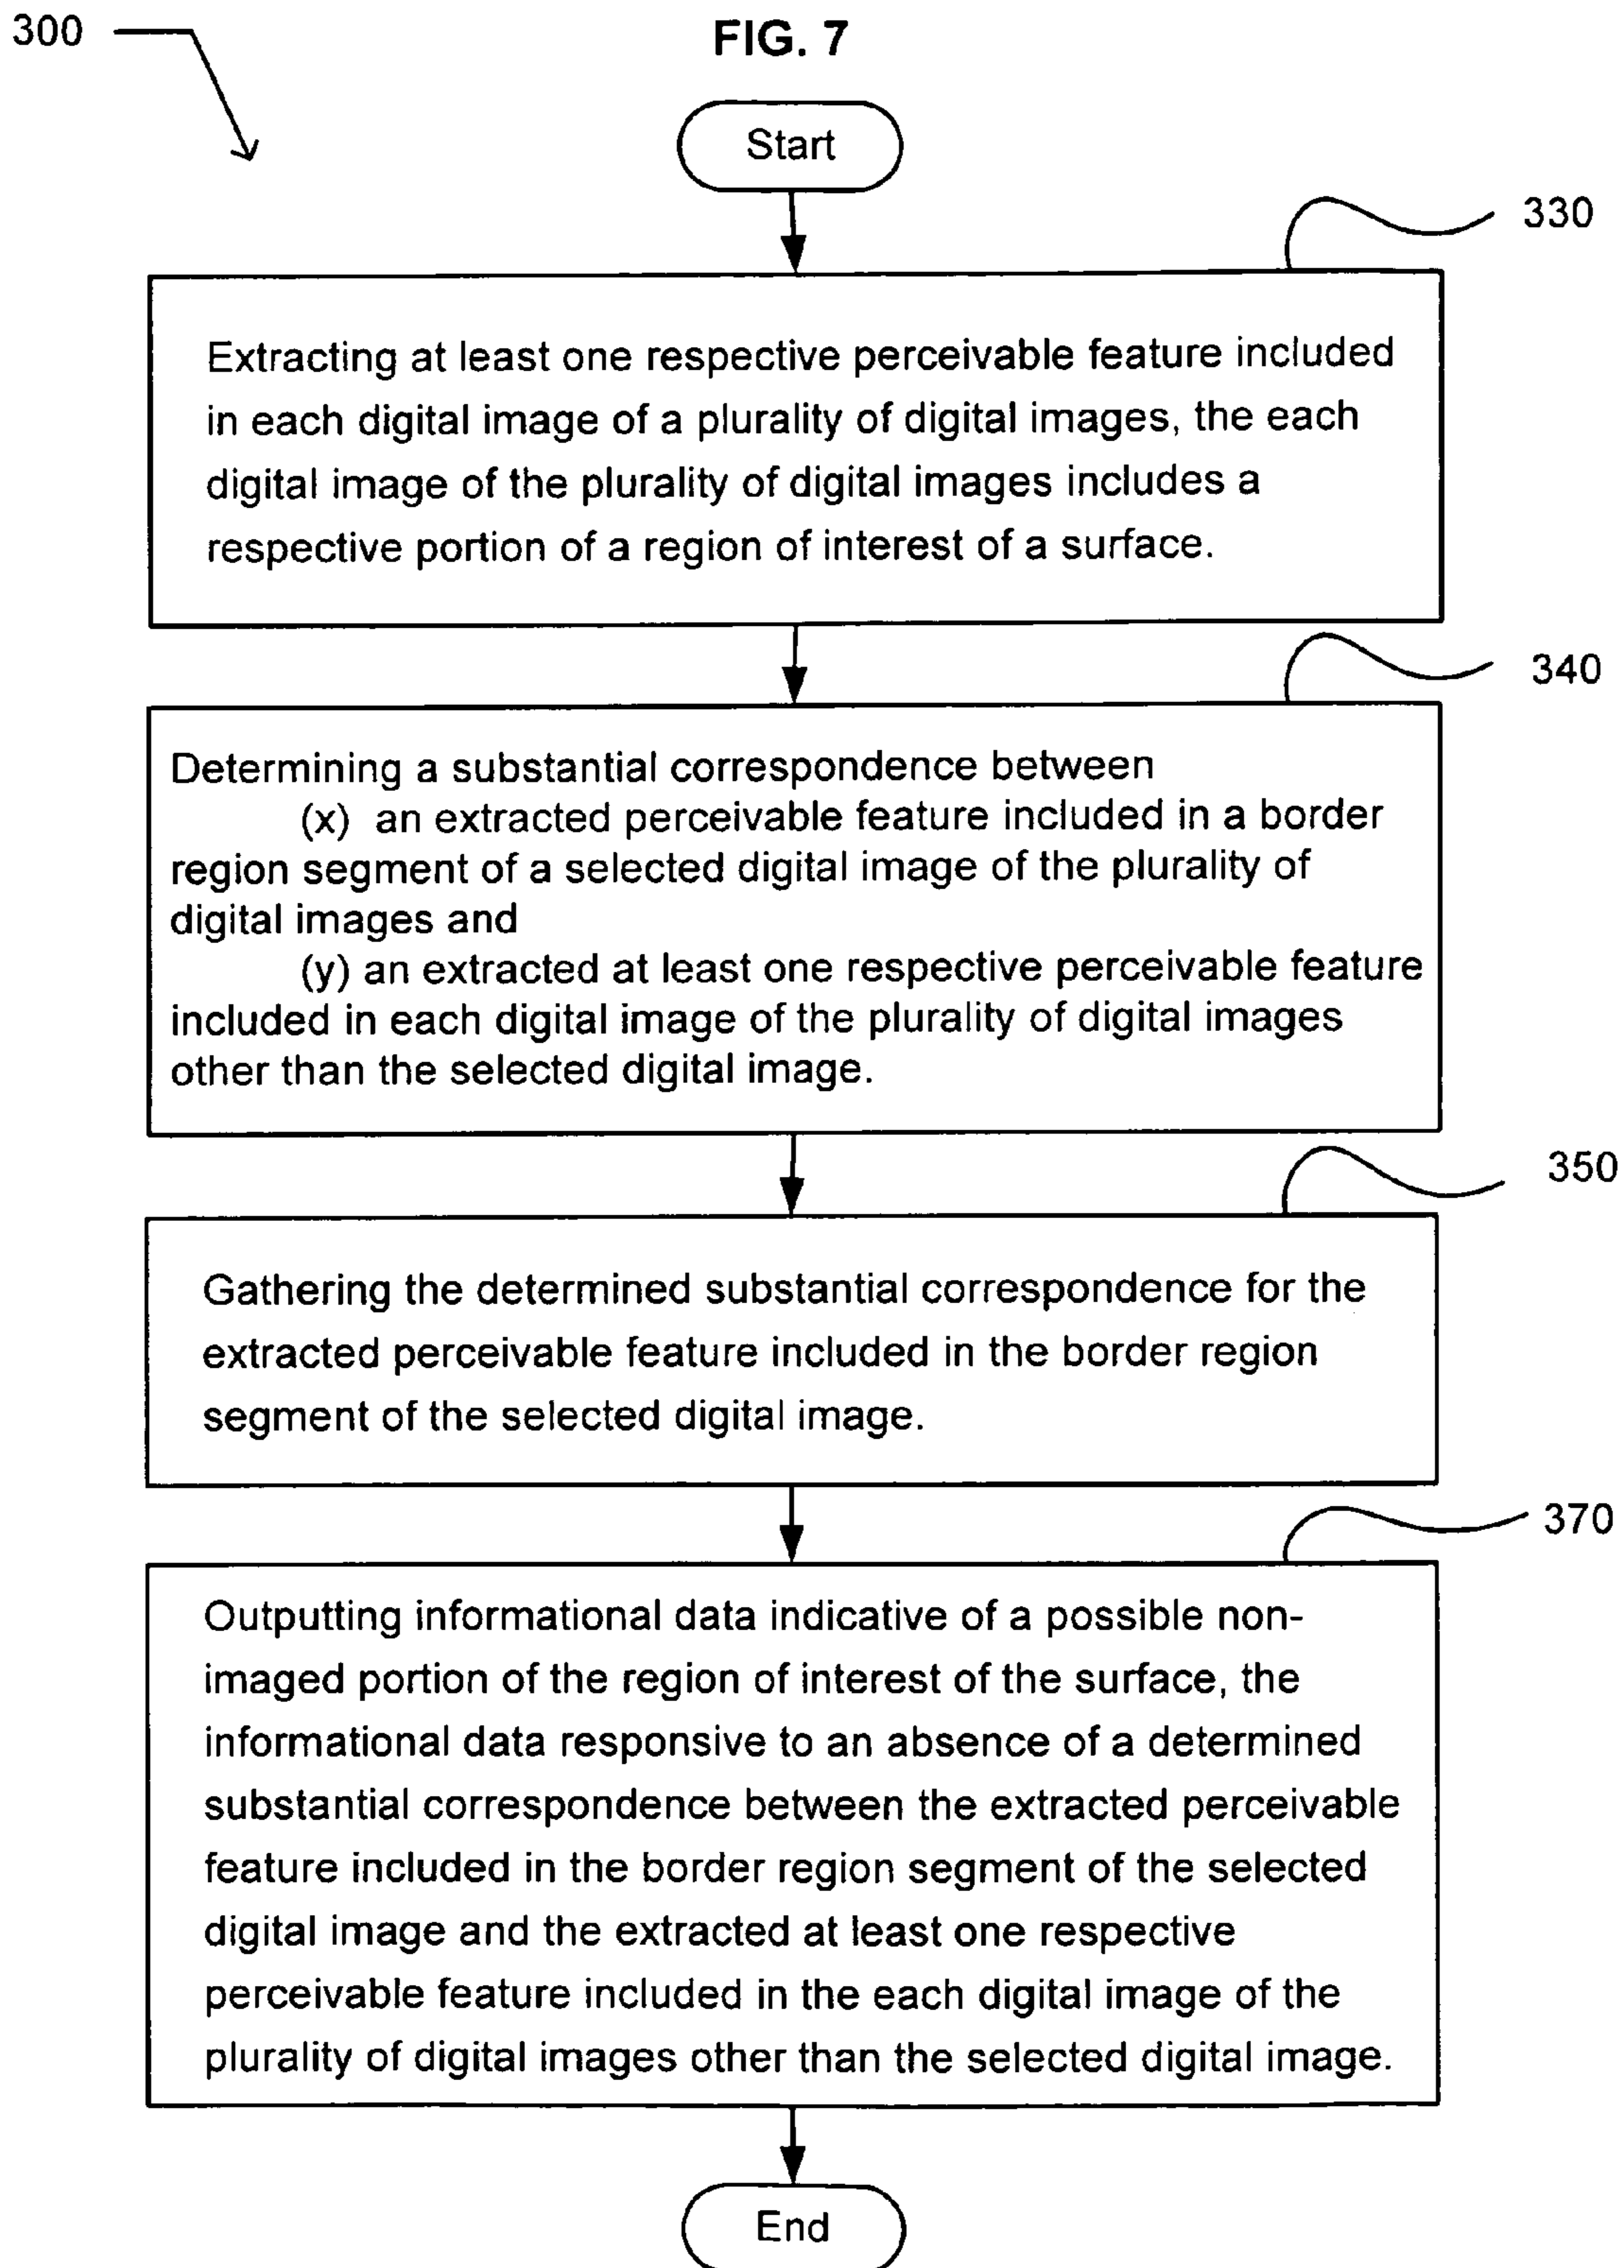 300
FIG. 7
Start
330
Extracting at least one respective perceivable feature included
in each digital image of a plurality of digital images, the each
digital image of the plurality of digital images includes a
respective portion of a region of interest of a surface.
340
Determining a substantial correspondence between
(x) an extracted perceivable feature included in a border
region segment of a selected digital image of the plurality of
digital images and
(y) an extracted at least one respective perceivable feature
included in each digital image of the plurality of digital images
other than the selected digital image.
350
Gathering the determined substantial correspondence for the
extracted perceivable feature included in the border region
segment of the selected digital image.
370
Outputting informational data indicative of a possible non-
imaged portion of the region of interest of the surface, the
informational data responsive to an absence of a determined
substantial correspondence between the extracted perceivable
feature included in the border region segment of the selected
digital image and the extracted at least one respective
perceivable feature included in the each digital image of the
plurality of digital images other than the selected digital image.
End